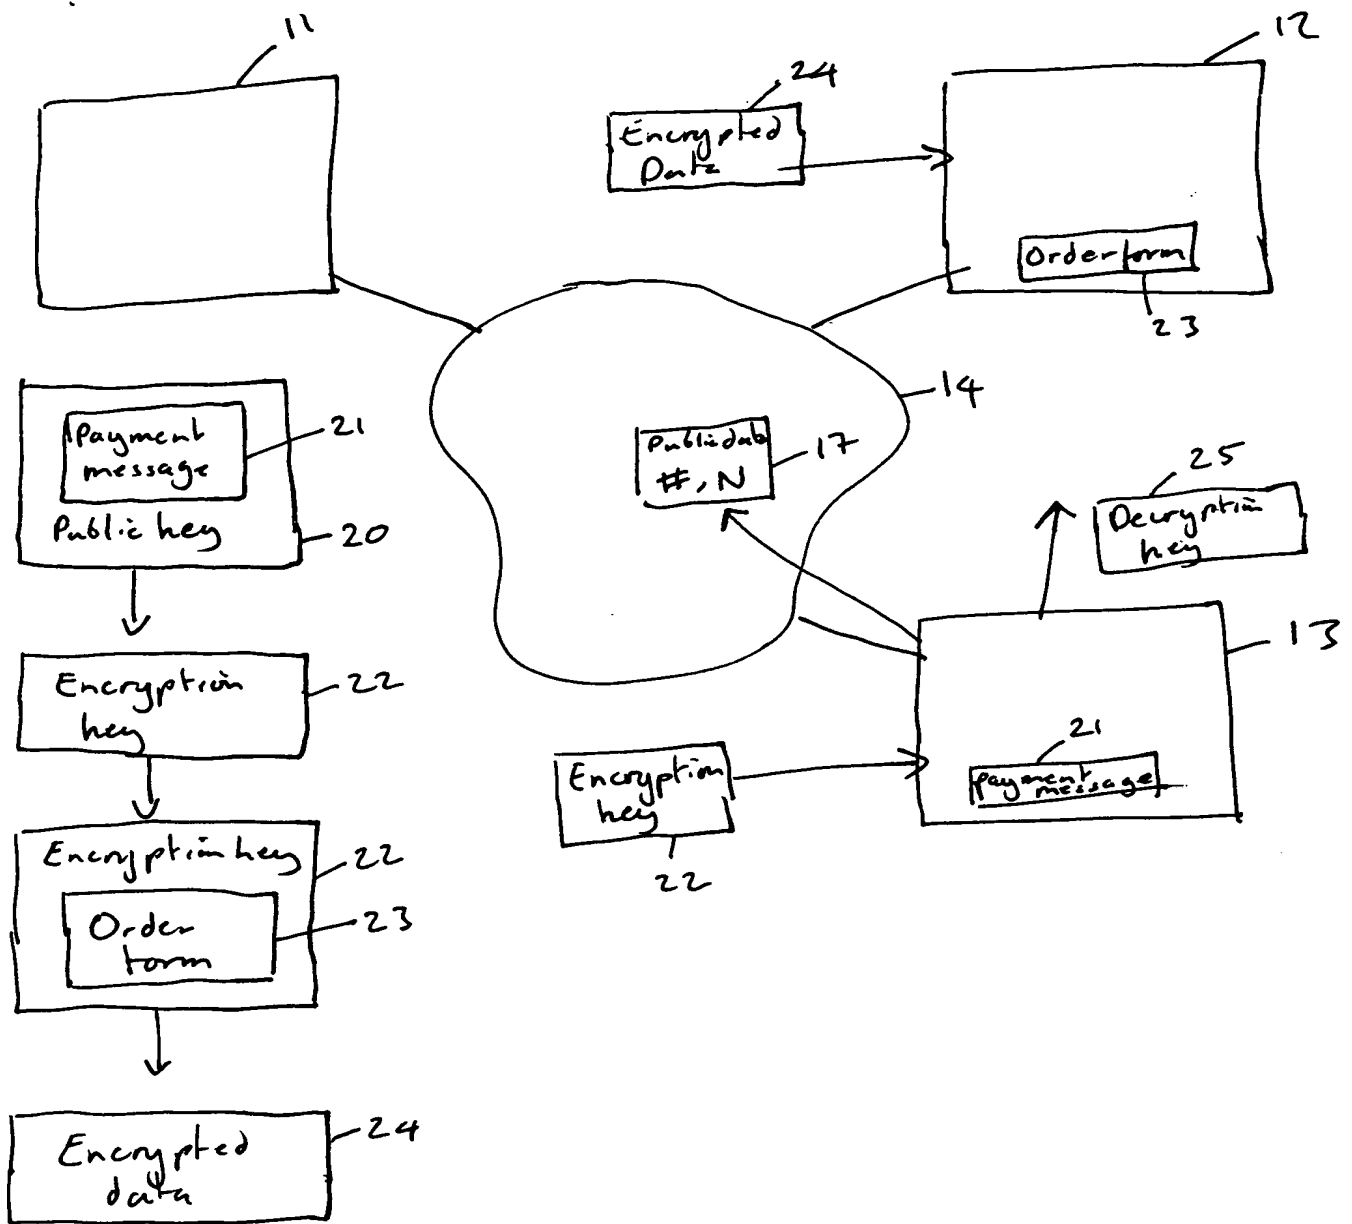 11
12
24
Encrypted
Data
Order form
23
14
Payment
message
21
Public key
20
Public data
#, N
17
25
Decryption
key
13
Encryption
key
22
21
payment
message
Encryption
key
22
Encryption key
22
Order
form
23
Encrypted
data
24